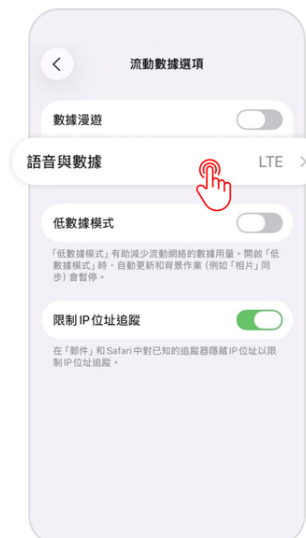 流動數據選項
數據漫遊
語音與數據 LTE
低數據模式
「低數據模式」有助減少流動網絡的數據用量。開啟「低
數據模式」時，自動更新和背景作業 (例如「相片」同
步) 會暫停。
限制 IP 位址追蹤
在「郵件」和 Safari 中對已知的追蹤器隱藏 IP 位址以限
制 IP 位址追蹤。